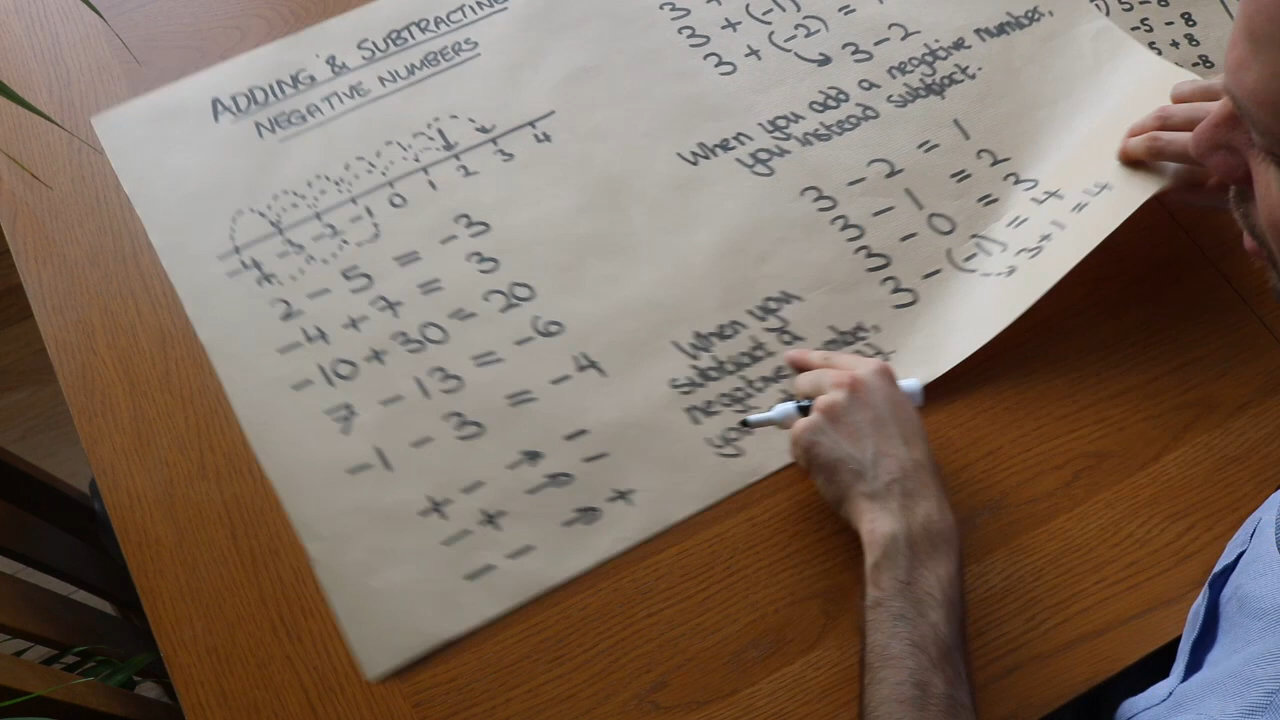 ADDING & SUBTRACTING
NEGATIVE NUMBERS
-4 -3 -2 -1 0 1 2 3 4
2 - 5 = -3
-4 + 7 = 3
-10 + 30 = 20
7 - 13 = -6
-1 - 3 = -4
+ - → -
- + → -
- - → +
3 +
3 + (-1)
3 + (-2) =
3 - 2
When you add a negative number,
you instead subtract.
3 - 2 = 1
3 - 1 = 2
3 - 0 = 3
3 - (-1) = 4
3 + 1 = 4
When you
subtract a
negative
you
5 - 8
-5 - 8
5 + 8
-8